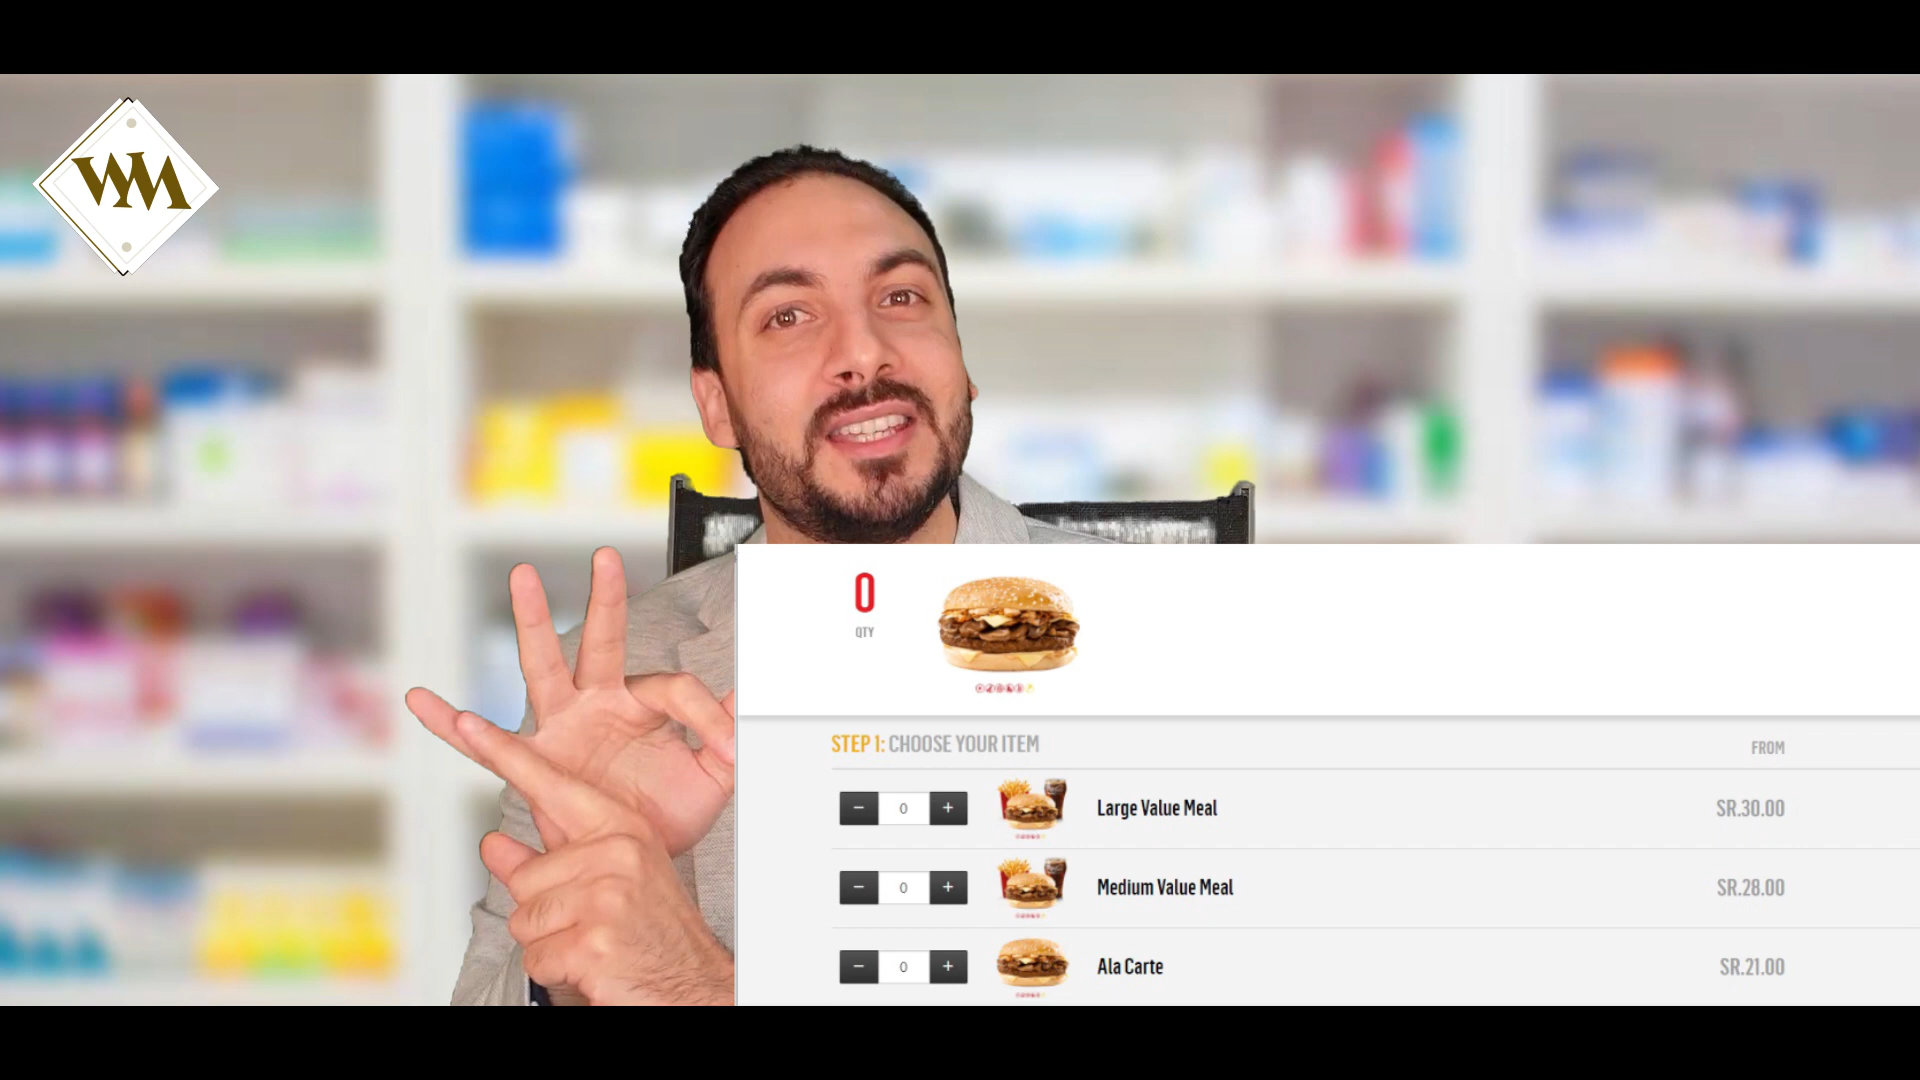 WM
0
QTY
STEP 1: CHOOSE YOUR ITEM
FROM
− 0 + Large Value Meal SR.30.00
− 0 + Medium Value Meal SR.28.00
− 0 + Ala Carte SR.21.00